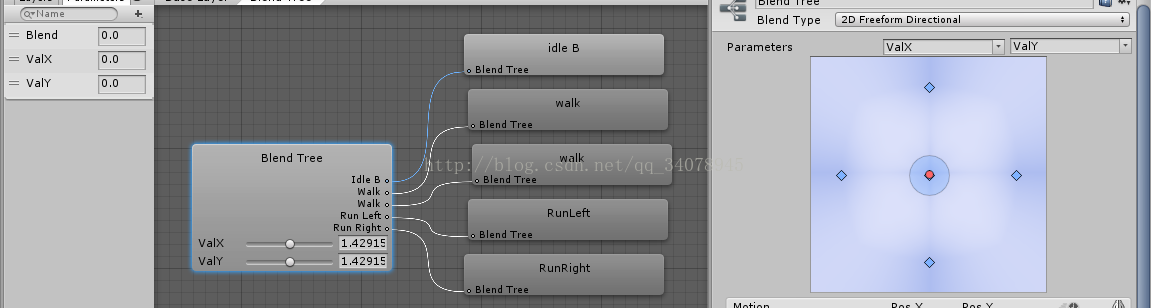 Layers Parameters
Base Layer Blend Tree
Name
Blend 0.0
ValX 0.0
ValY 0.0
idle B
Blend Tree
walk
Blend Tree
walk
Blend Tree
RunLeft
Blend Tree
RunRight
Blend Tree
Blend Tree
Idle B
Walk
Walk
Run Left
Run Right
ValX 1.42915
ValY 1.42915
http://blog.csdn.net/qq_34078945
Blend Tree
Blend Type 2D Freeform Directional
Parameters ValX ValY
Motion Pos X Pos Y